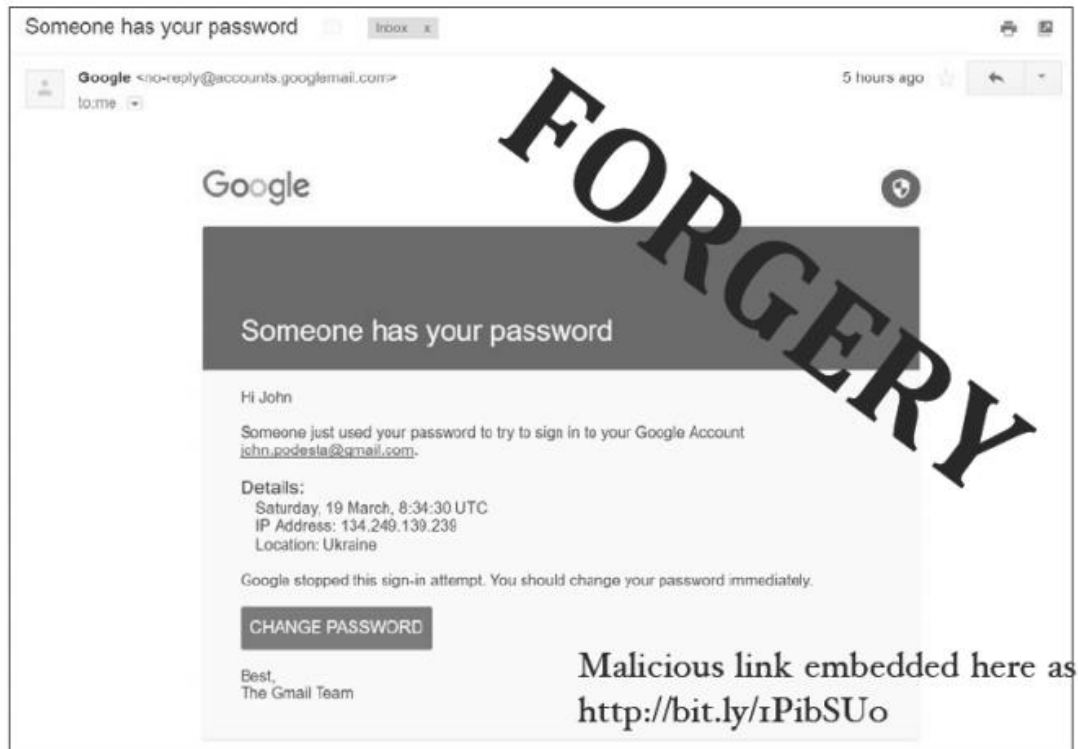 Someone has your password
Inbox x
Google <no-reply@accounts.googlemail.com>
5 hours ago
to:me
FORGERY
Google
Someone has your password
Hi John
Someone just used your password to try to sign in to your Google Account
john.podesta@gmail.com.
Details:
Saturday, 19 March, 8:34:30 UTC
IP Address: 134.249.139.239
Location: Ukraine
Google stopped this sign-in attempt. You should change your password immediately.
CHANGE PASSWORD
Best,
The Gmail Team
Malicious link embedded here as
http://bit.ly/1PibSU0